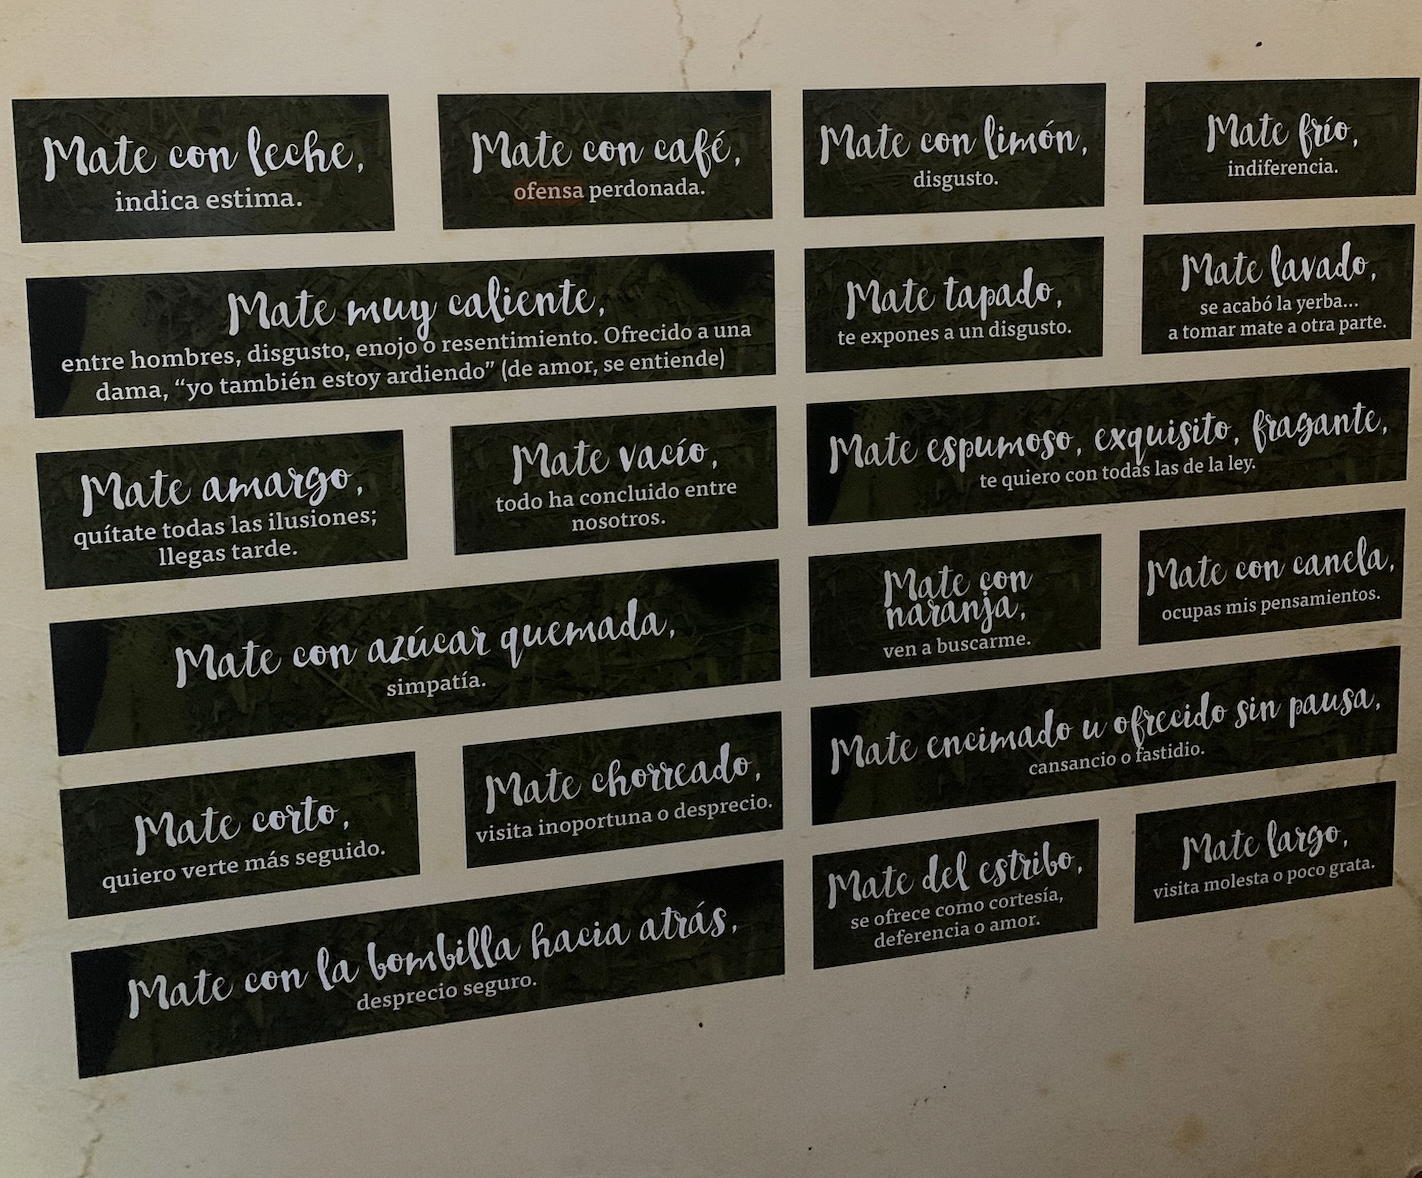 Mate con leche,
indica estima.
Mate con café,
ofensa perdonada.
Mate con limón,
disgusto.
Mate frío,
indiferencia.
Mate muy caliente,
entre hombres, disgusto, enojo o resentimiento. Ofrecido a una
dama, “yo también estoy ardiendo” (de amor, se entiende)
Mate tapado,
te expones a un disgusto.
Mate lavado,
se acabó la yerba...
a tomar mate a otra parte.
Mate amargo,
quítate todas las ilusiones;
llegas tarde.
Mate vacío,
todo ha concluido entre
nosotros.
Mate espumoso, exquisito, fragante,
te quiero con todas las de la ley.
Mate con azúcar quemada,
simpatía.
Mate con
naranja,
ven a buscarme.
Mate con canela,
ocupas mis pensamientos.
Mate corto,
quiero verte más seguido.
Mate chorreado,
visita inoportuna o desprecio.
Mate encimado u ofrecido sin pausa,
cansancio o fastidio.
Mate con la bombilla hacia atrás,
desprecio seguro.
Mate del estribo,
se ofrece como cortesía,
deferencia o amor.
Mate largo,
visita molesta o poco grata.